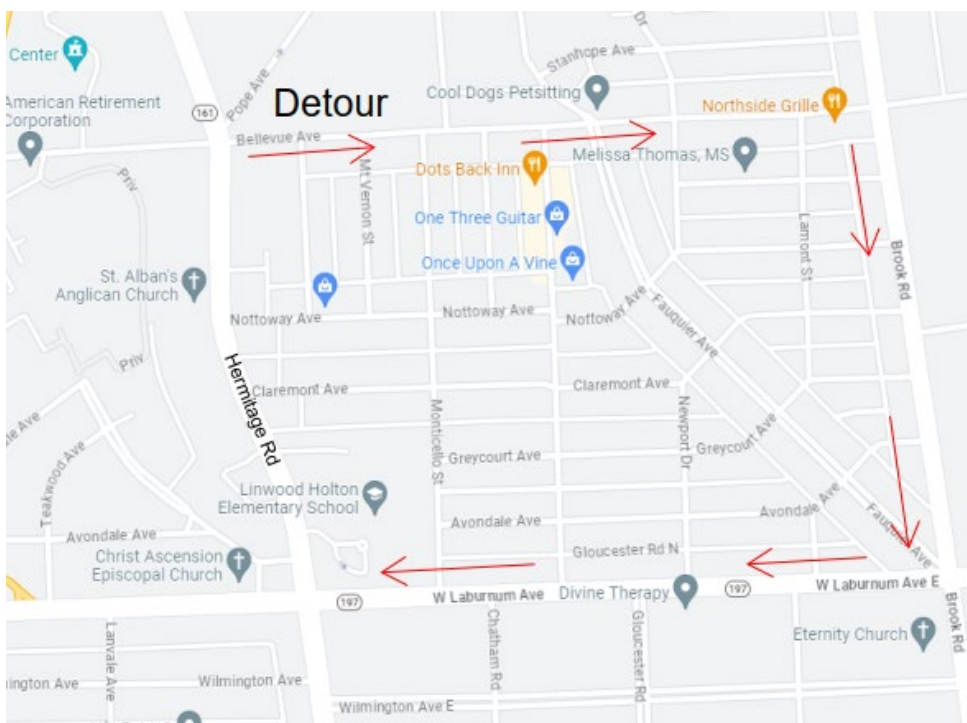 Center
American Retirement
Corporation
161
Pope Ave
Detour
Bellevue Ave
Stanhope Ave
Cool Dogs Petsitting
Northside Grille
Priv
Mt Vernon St
Dots Back Inn
Melissa Thomas, MS
One Three Guitar
Lamont St
Brook Rd
St. Alban's
Anglican Church
Once Upon A Vine
Nottoway Ave
Nottoway Ave
Nottoway Ave
Fauquier Ave
Priv
Hermitage Rd
Claremont Ave
Claremont Ave
Monticello St
Newport Dr
Greycourt Ave
Greycourt Ave
le Ave
Teakwood Ave
Linwood Holton
Elementary School
Avondale Ave
Avondale Ave
Avondale Ave
Fauquier Ave
Christ Ascension
Episcopal Church
Gloucester Rd N
197
W Laburnum Ave
Divine Therapy
197
W Laburnum Ave E
Brook Rd
Lanvale Ave
Chatham Rd
Gloucester Rd
Eternity Church
mington Ave
Wilmington Ave
Wilmington Ave E